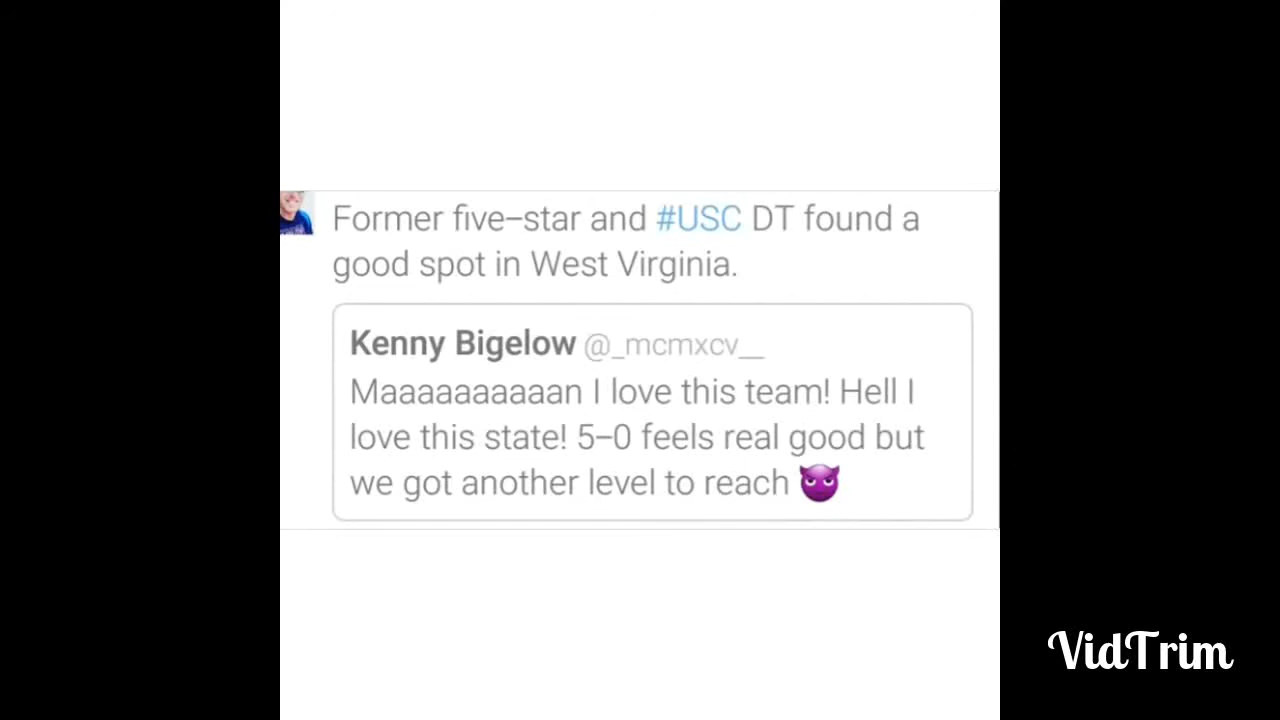 Former five-star and #USC DT found a
good spot in West Virginia.
Kenny Bigelow @_mcmxcv__
Maaaaaaaaaan I love this team! Hell I
love this state! 5-0 feels real good but
we got another level to reach 😈
VidTrim